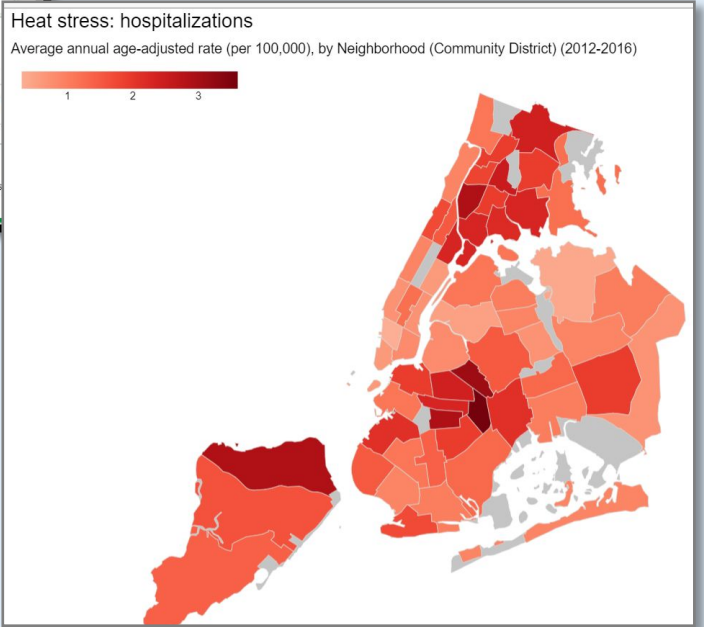 Heat stress: hospitalizations
Average annual age-adjusted rate (per 100,000), by Neighborhood (Community District) (2012-2016)
1 2 3